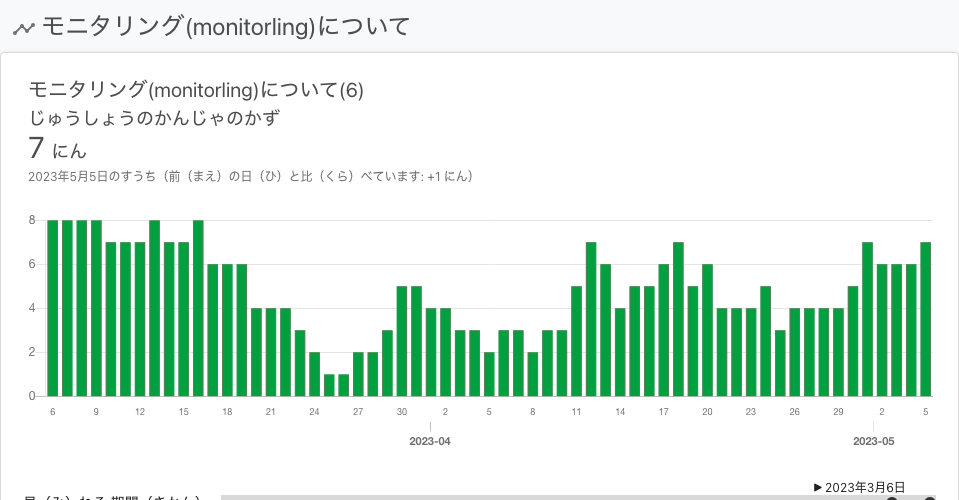 モニタリング(monitorling)について
モニタリング(monitorling)について(6)
じゅうしょうのかんじゃのかず
7 にん
2023年5月5日のすうち（前（まえ）の日（ひ）と比（くら）べています: +1 にん）
8
6
4
2
0
6 9 12 15 18 21 24 27 30 2 5 8 11 14 17 20 23 26 29 2 5
2023-04 2023-05
▶ 2023年3月6日